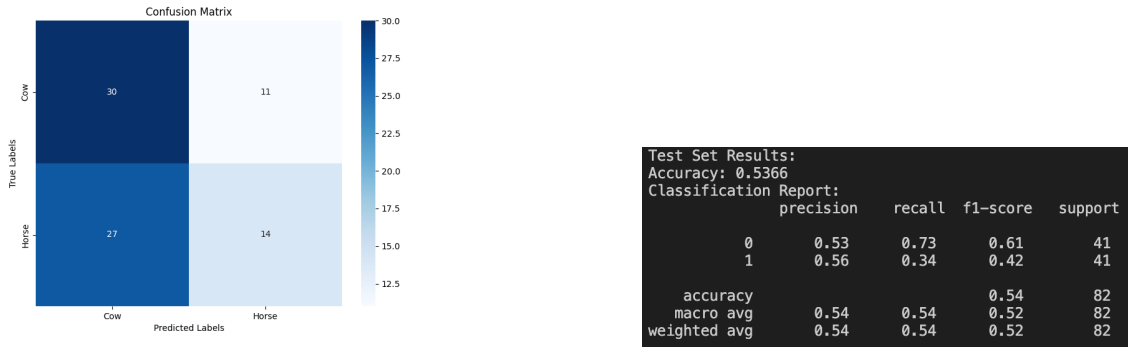 Confusion Matrix
Cow
Horse
True Labels
30 11
27 14
Cow Horse
Predicted Labels
30.0
27.5
25.0
22.5
20.0
17.5
15.0
12.5
Test Set Results:
Accuracy: 0.5366
Classification Report:
precision recall f1-score support
0 0.53 0.73 0.61 41
1 0.56 0.34 0.42 41
accuracy 0.54 82
macro avg 0.54 0.54 0.52 82
weighted avg 0.54 0.54 0.52 82